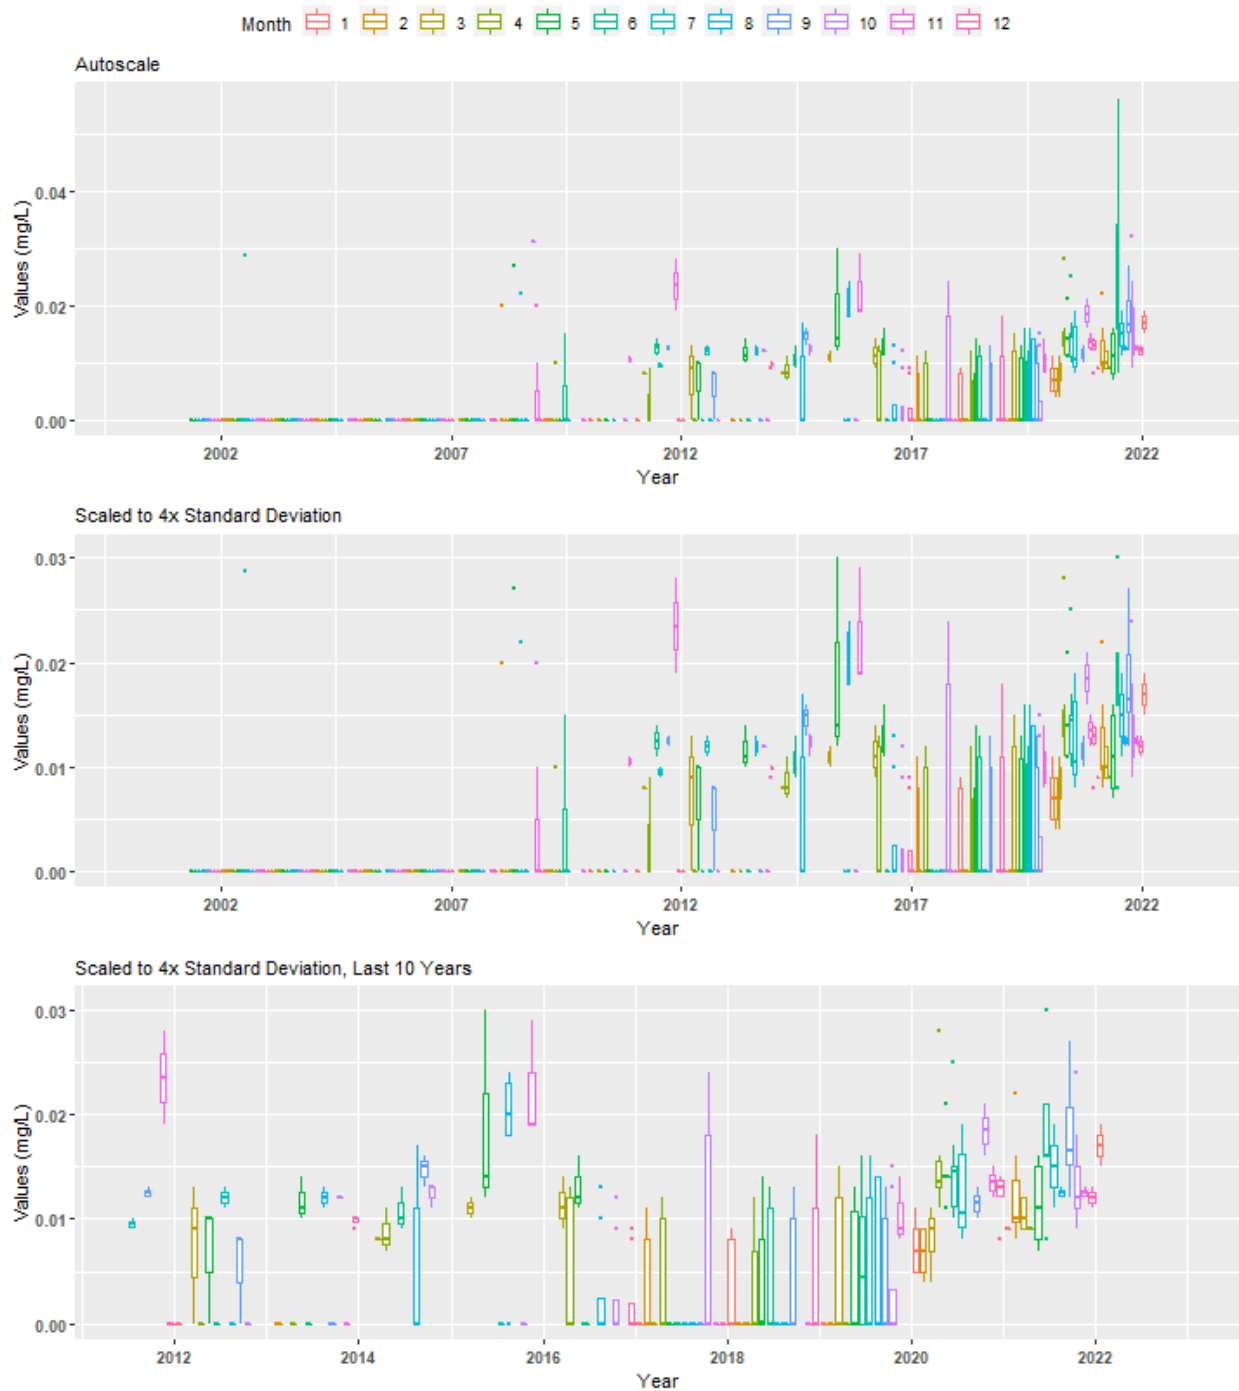 Month 1 2 3 4 5 6 7 8 9 10 11 12
Autoscale
Values (mg/L)
0.04
0.02
0.00
2002 2007 2012 2017 2022
Year
Scaled to 4x Standard Deviation
Values (mg/L)
0.03
0.02
0.01
0.00
2002 2007 2012 2017 2022
Year
Scaled to 4x Standard Deviation, Last 10 Years
Values (mg/L)
0.03
0.02
0.01
0.00
2012 2014 2016 2018 2020 2022
Year